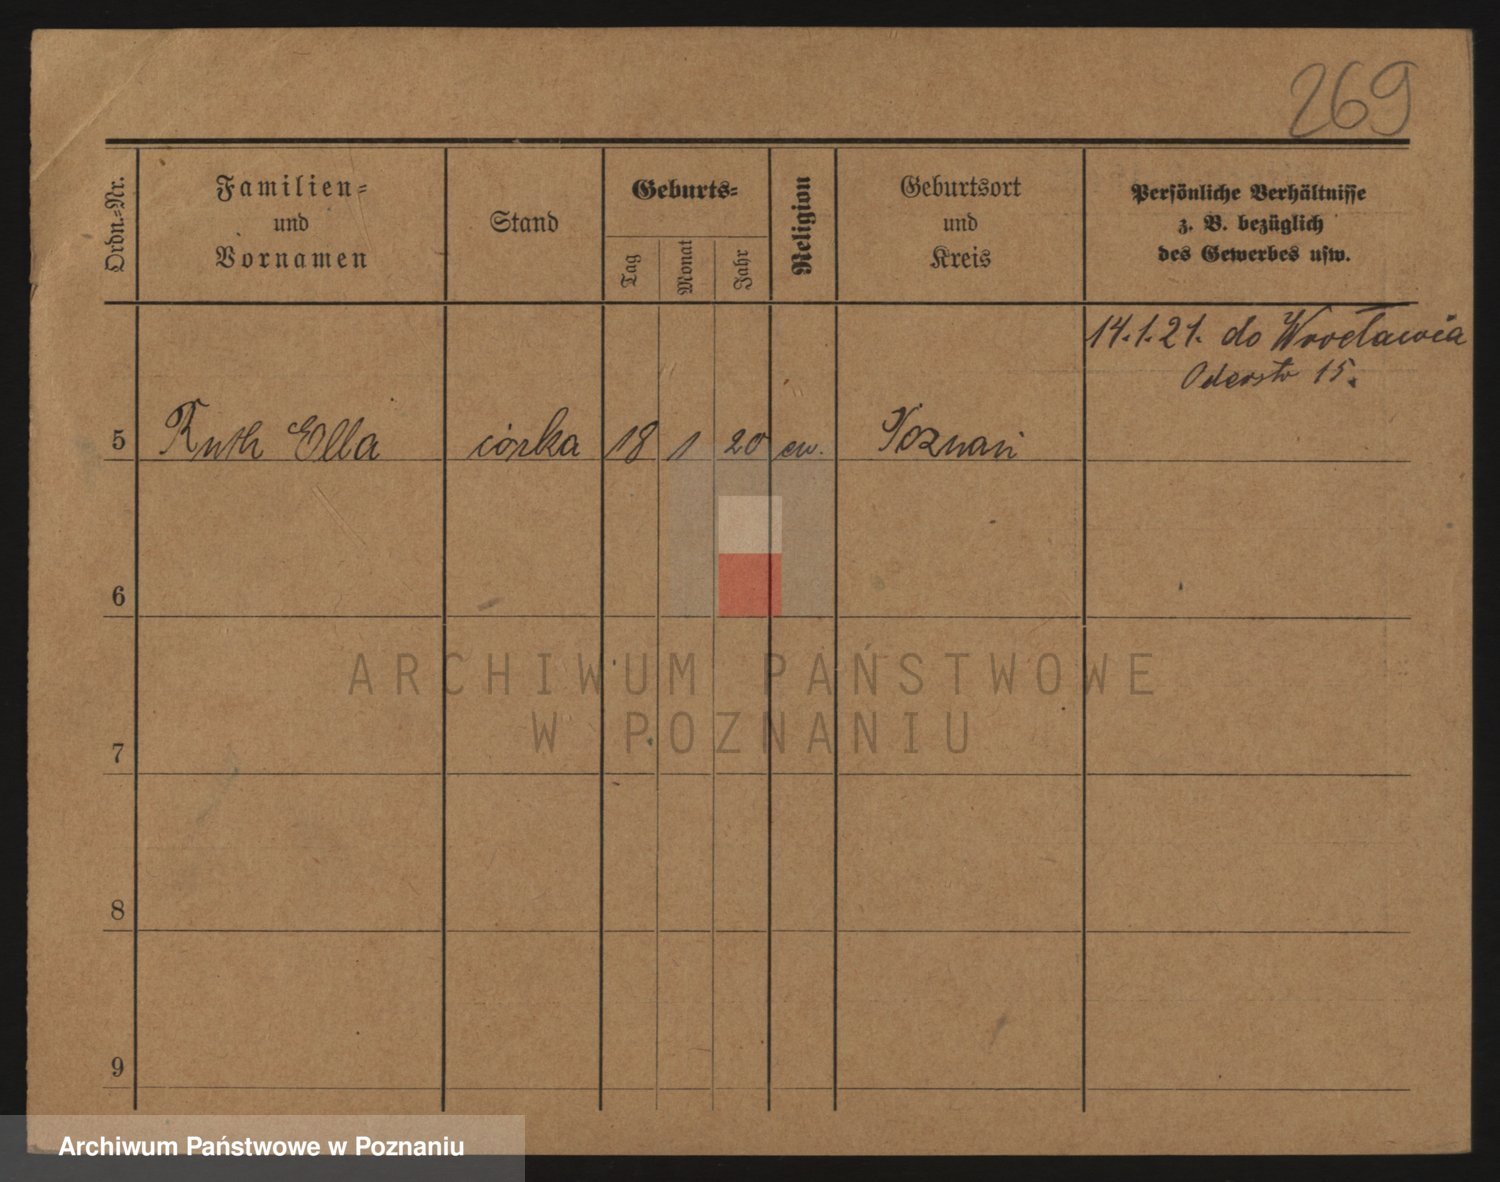 269
Ordn.-Nr.
Familien-
und
Vornamen
Stand
Geburts-
Tag
Monat
Jahr
Religion
Geburtsort
und
Kreis
Persönliche Verhältnisse
z. B. bezüglich
des Gewerbes usw.
14.1.21. do Wrocławia
Oderstr 15.
5 Ruth Ella córka 18 1 20 ew. Poznań
6
ARCHIWUM PAŃSTWOWE
W POZNANIU
7
8
9
Archiwum Państwowe w Poznaniu